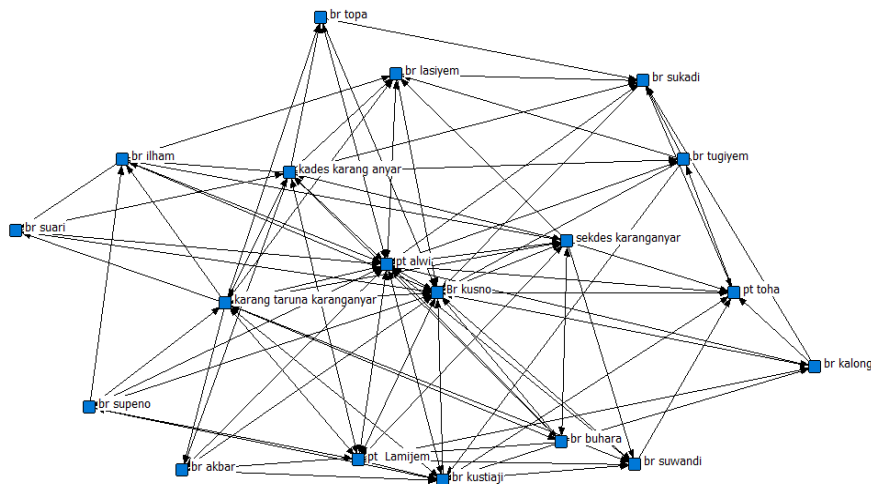 br topa
br lasiyem
br sukadi
br ilham
kades karang anyar
br tugiyem
br suari
sekdes karanganyar
pt alwi
Br kusno
pt toha
karang taruna karanganyar
br kalong
br supeno
br buhara
pt Lamijem
br suwandi
br akbar
br kustiaji